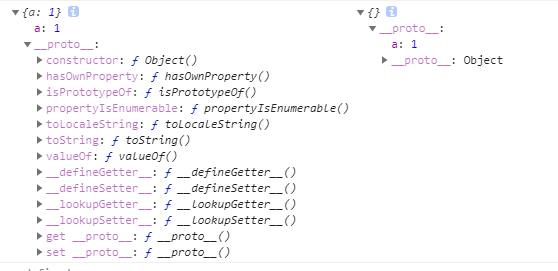 ▼{a: 1} i
a: 1
▼__proto__:
▶constructor: ƒ Object()
▶hasOwnProperty: ƒ hasOwnProperty()
▶isPrototypeOf: ƒ isPrototypeOf()
▶propertyIsEnumerable: ƒ propertyIsEnumerable()
▶toLocaleString: ƒ toLocaleString()
▶toString: ƒ toString()
▶valueOf: ƒ valueOf()
▶__defineGetter__: ƒ __defineGetter__()
▶__defineSetter__: ƒ __defineSetter__()
▶__lookupGetter__: ƒ __lookupGetter__()
▶__lookupSetter__: ƒ __lookupSetter__()
▶get __proto__: ƒ __proto__()
▶set __proto__: ƒ __proto__()
▼{} i
▼__proto__:
a: 1
▶__proto__: Object